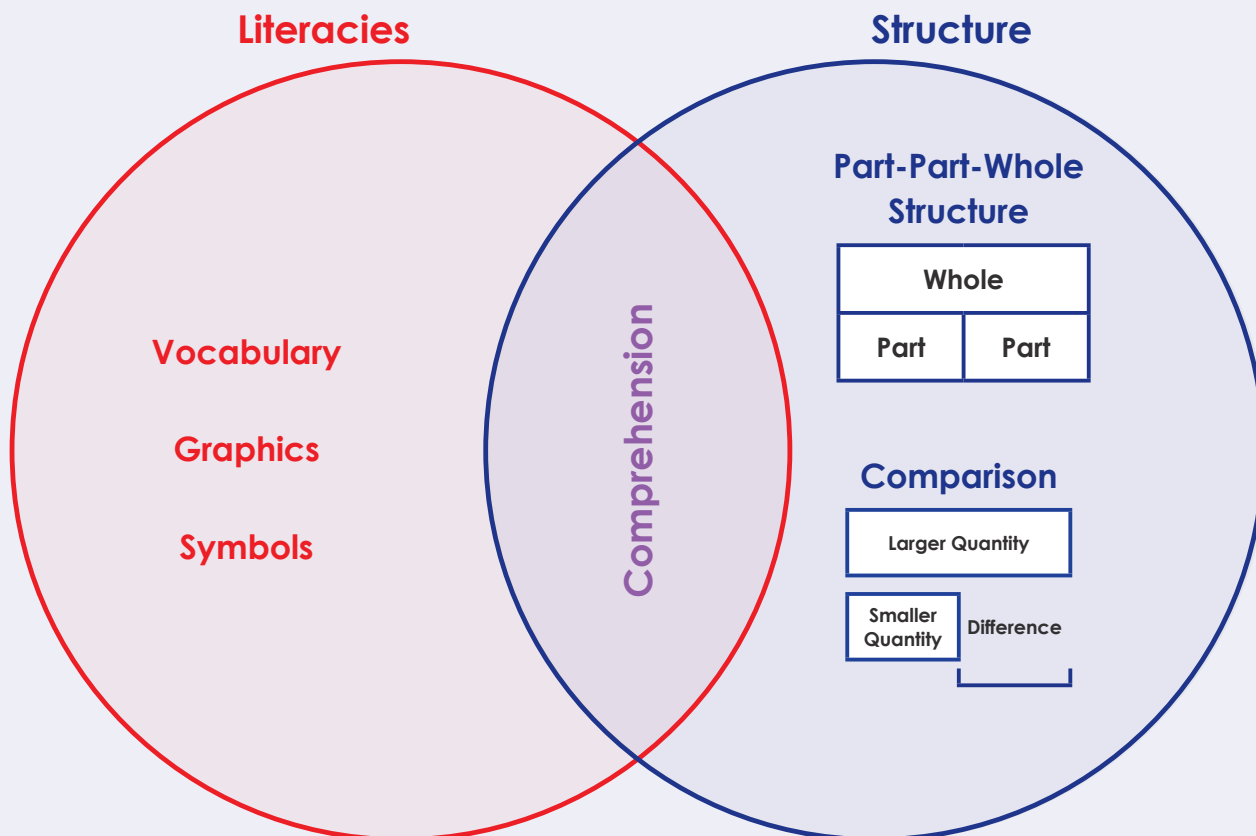 Literacies
Structure
Vocabulary
Graphics
Symbols
Comprehension
Part-Part-Whole
Structure
Whole
Part Part
Comparison
Larger Quantity
Smaller
Quantity
Difference